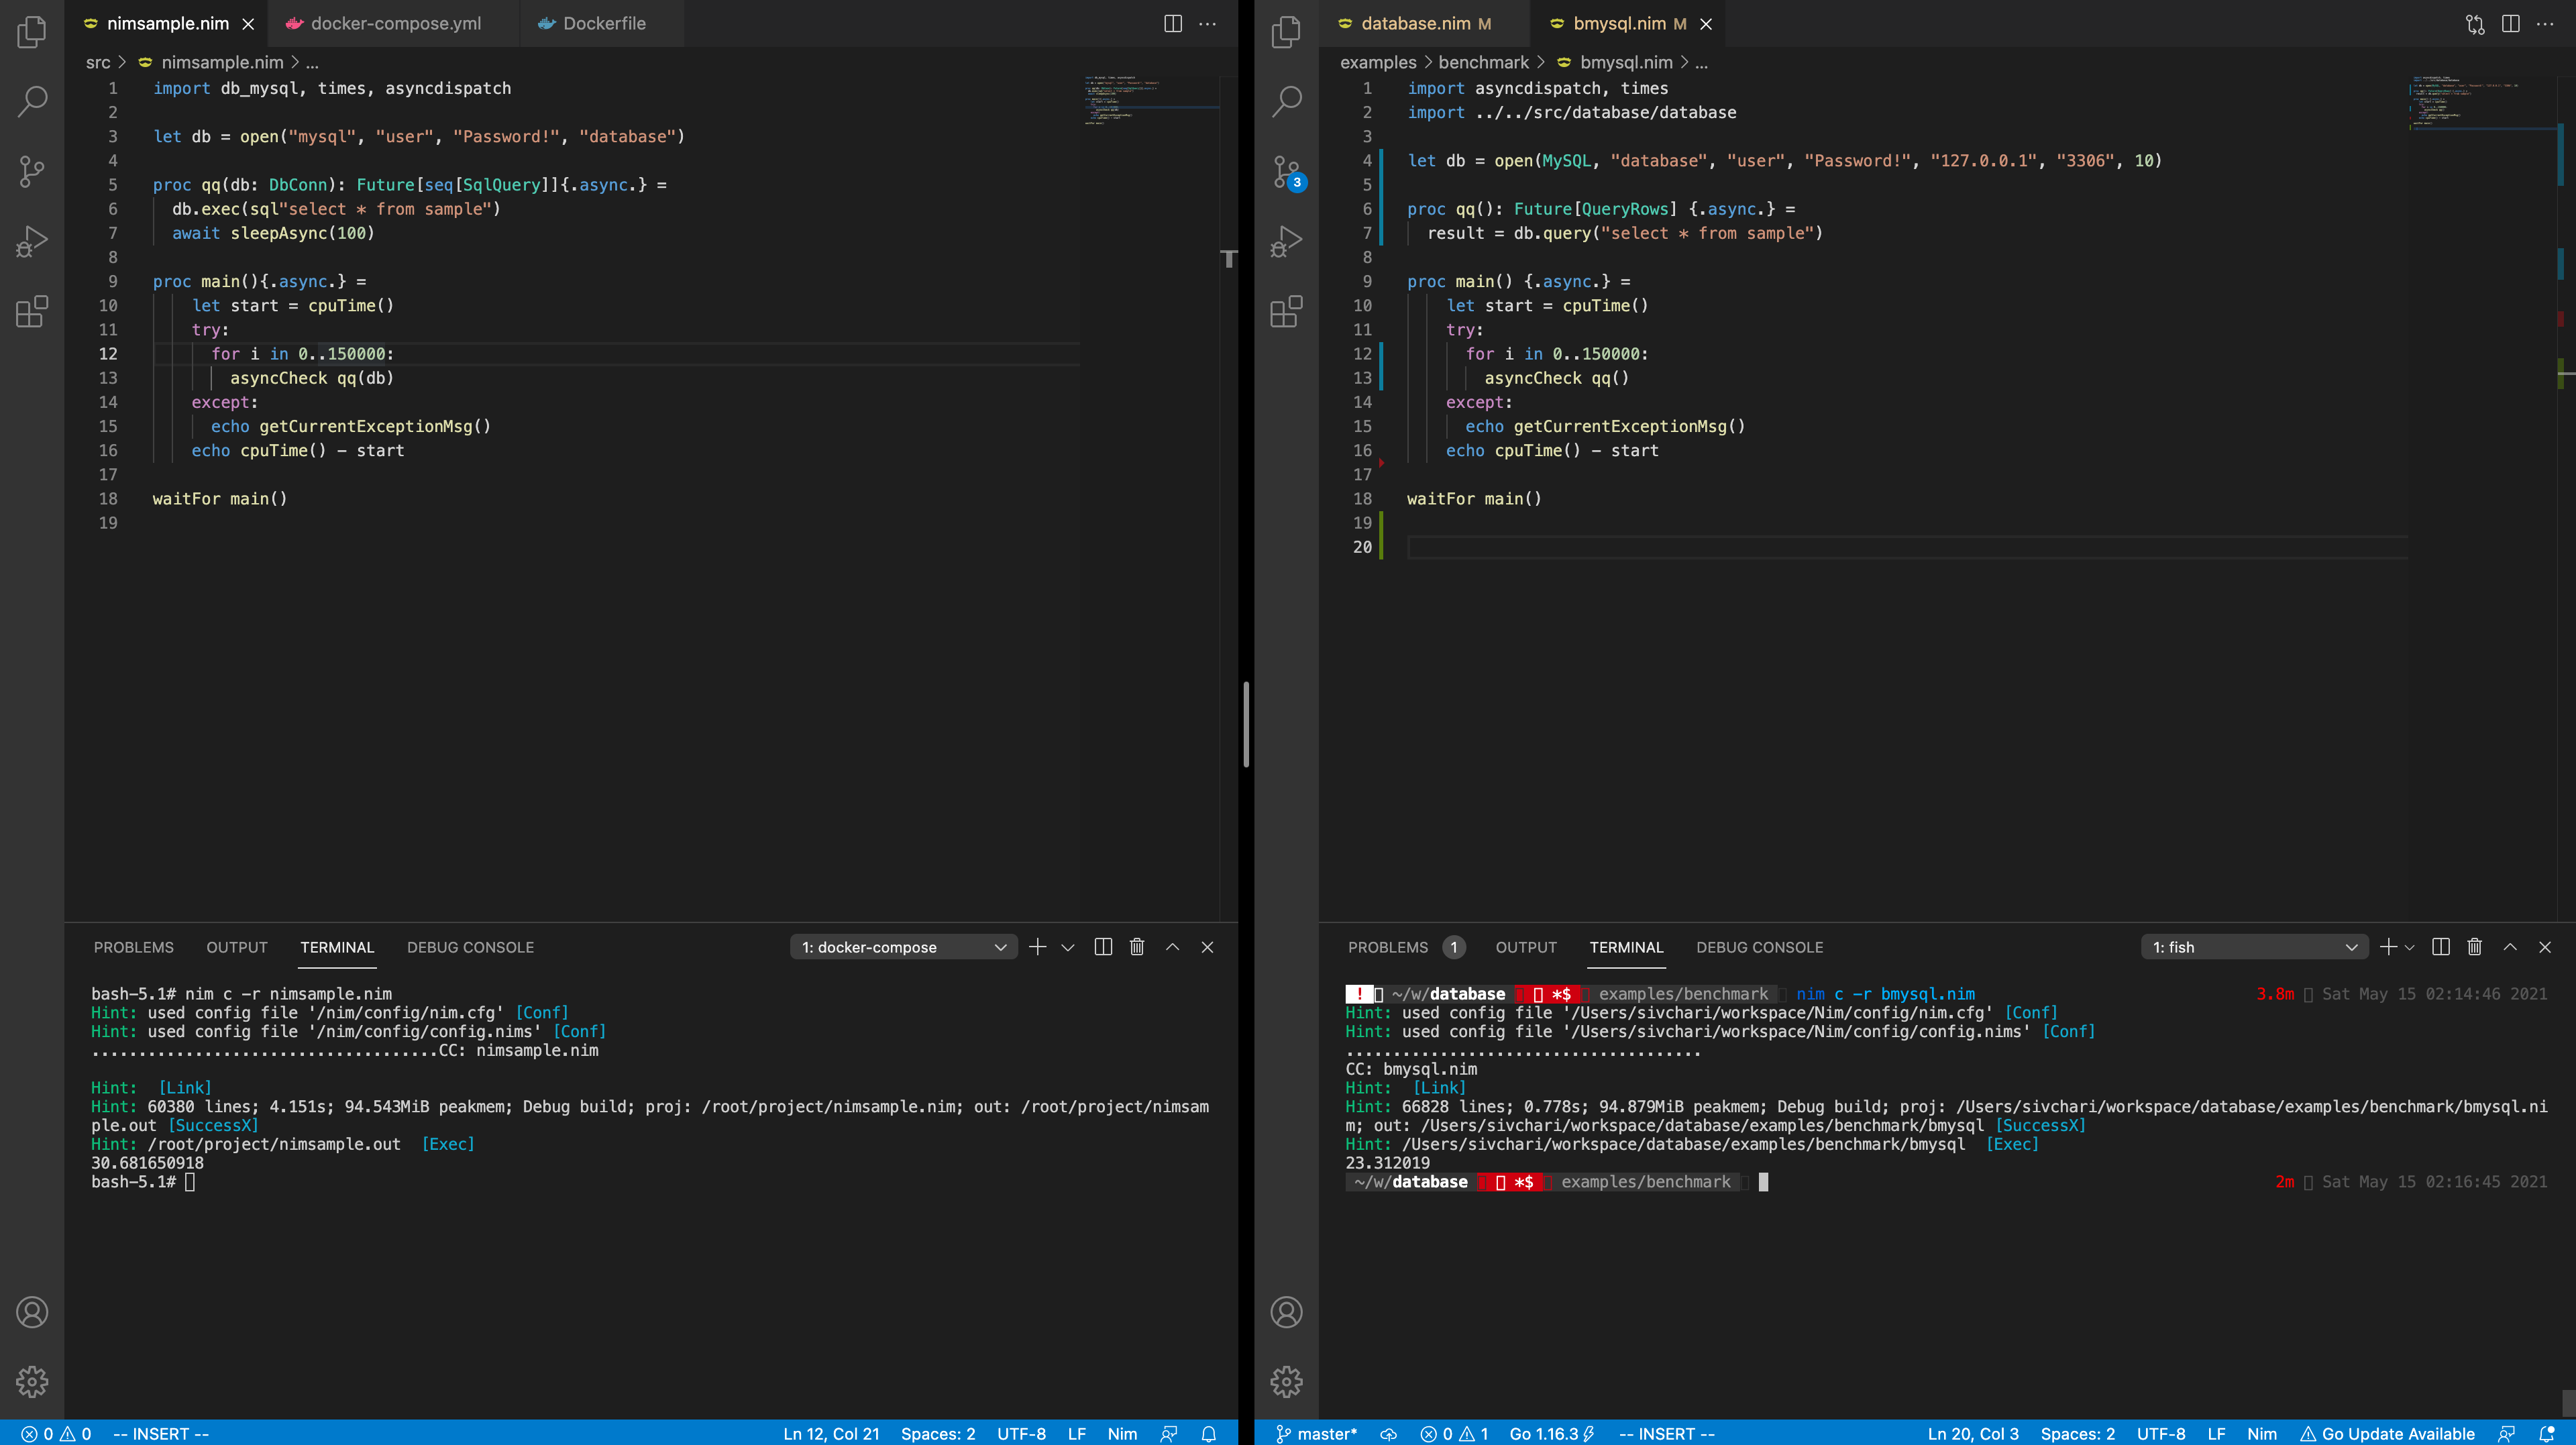 nimsample.nim
docker-compose.yml
Dockerfile
src > nimsample.nim > ...
1 import db_mysql, times, asyncdispatch
2
3 let db = open("mysql", "user", "Password!", "database")
4
5 proc qq(db: DbConn): Future[seq[SqlQuery]]{.async.} =
6 db.exec(sql"select * from sample")
7 await sleepAsync(100)
8
9 proc main(){.async.} =
10 let start = cpuTime()
11 try:
12 for i in 0..150000:
13 asyncCheck qq(db)
14 except:
15 echo getCurrentExceptionMsg()
16 echo cpuTime() - start
17
18 waitFor main()
19
PROBLEMS OUTPUT TERMINAL DEBUG CONSOLE 1: docker-compose
bash-5.1# nim c -r nimsample.nim
Hint: used config file '/nim/config/nim.cfg' [Conf]
Hint: used config file '/nim/config/config.nims' [Conf]
.....................................CC: nimsample.nim
Hint: [Link]
Hint: 60380 lines; 4.151s; 94.543MiB peakmem; Debug build; proj: /root/project/nimsample.nim; out: /root/project/nimsam
ple.out [SuccessX]
Hint: /root/project/nimsample.out [Exec]
30.681650918
bash-5.1#
0 0 -- INSERT -- Ln 12, Col 21 Spaces: 2 UTF-8 LF Nim
database.nim M
bmysql.nim M
examples > benchmark > bmysql.nim > ...
3
1 import asyncdispatch, times
2 import ../../src/database/database
3
4 let db = open(MySQL, "database", "user", "Password!", "127.0.0.1", "3306", 10)
5
6 proc qq(): Future[QueryRows] {.async.} =
7 result = db.query("select * from sample")
8
9 proc main() {.async.} =
10 let start = cpuTime()
11 try:
12 for i in 0..150000:
13 asyncCheck qq()
14 except:
15 echo getCurrentExceptionMsg()
16 echo cpuTime() - start
17
18 waitFor main()
19
20
PROBLEMS 1 OUTPUT TERMINAL DEBUG CONSOLE 1: fish
! ~/w/database *$ examples/benchmark nim c -r bmysql.nim 3.8m Sat May 15 02:14:46 2021
Hint: used config file '/Users/sivchari/workspace/Nim/config/nim.cfg' [Conf]
Hint: used config file '/Users/sivchari/workspace/Nim/config/config.nims' [Conf]
......................................
CC: bmysql.nim
Hint: [Link]
Hint: 66828 lines; 0.778s; 94.879MiB peakmem; Debug build; proj: /Users/sivchari/workspace/database/examples/benchmark/bmysql.ni
m; out: /Users/sivchari/workspace/database/examples/benchmark/bmysql [SuccessX]
Hint: /Users/sivchari/workspace/database/examples/benchmark/bmysql [Exec]
23.312019
~/w/database *$ examples/benchmark 2m Sat May 15 02:16:45 2021
master* 0 1 Go 1.16.3 -- INSERT -- Ln 20, Col 3 Spaces: 2 UTF-8 LF Nim Go Update Available